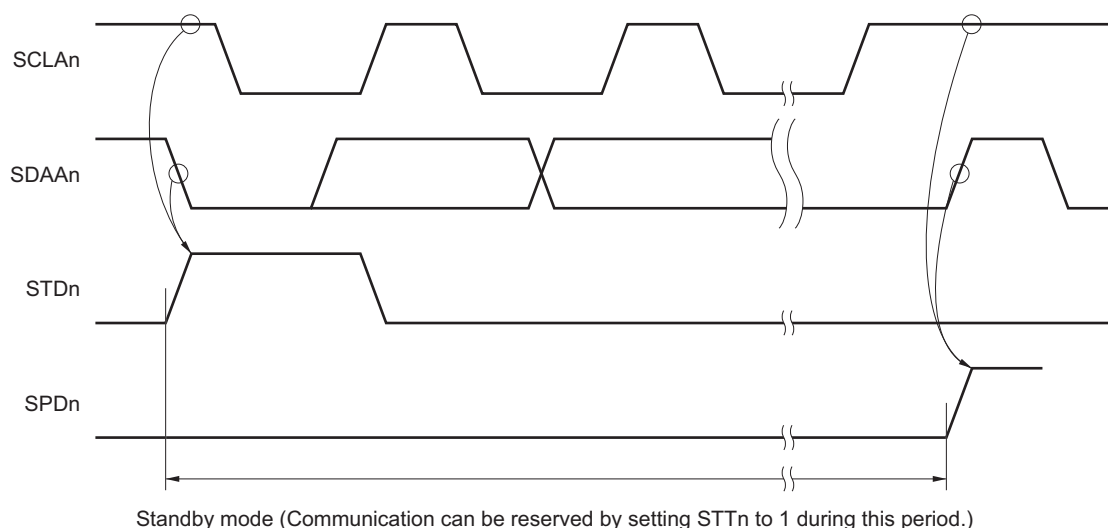 SCLAn
SDAAn
STDn
SPDn
Standby mode (Communication can be reserved by setting STTn to 1 during this period.)